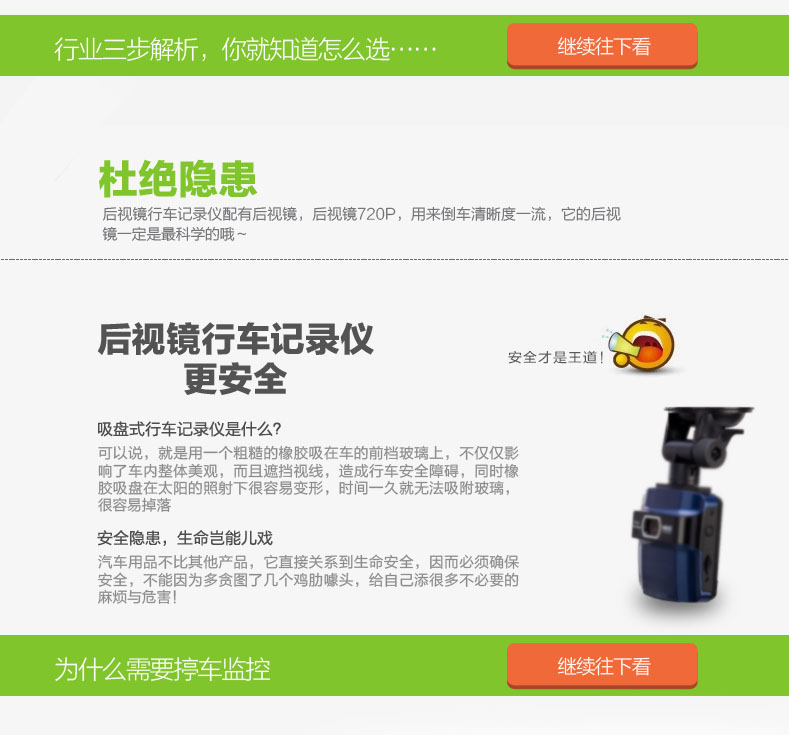 行业三步解析，你就知道怎么选……
继续往下看
杜绝隐患
后视镜行车记录仪配有后视镜，后视镜720P，用来倒车清晰度一流，它的后视
镜一定是最科学的哦～
后视镜行车记录仪
更安全
安全才是王道！
吸盘式行车记录仪是什么？
可以说，就是用一个粗糙的橡胶吸在车的前档玻璃上，不仅仅影
响了车内整体美观，而且遮挡视线，造成行车安全障碍，同时橡
胶吸盘在太阳的照射下很容易变形，时间一久就无法吸附玻璃，
很容易掉落
安全隐患，生命岂能儿戏
汽车用品不比其他产品，它直接关系到生命安全，因而必须确保
安全，不能因为多贪图了几个鸡肋噱头，给自己添很多不必要的
麻烦与危害！
为什么需要停车监控
继续往下看